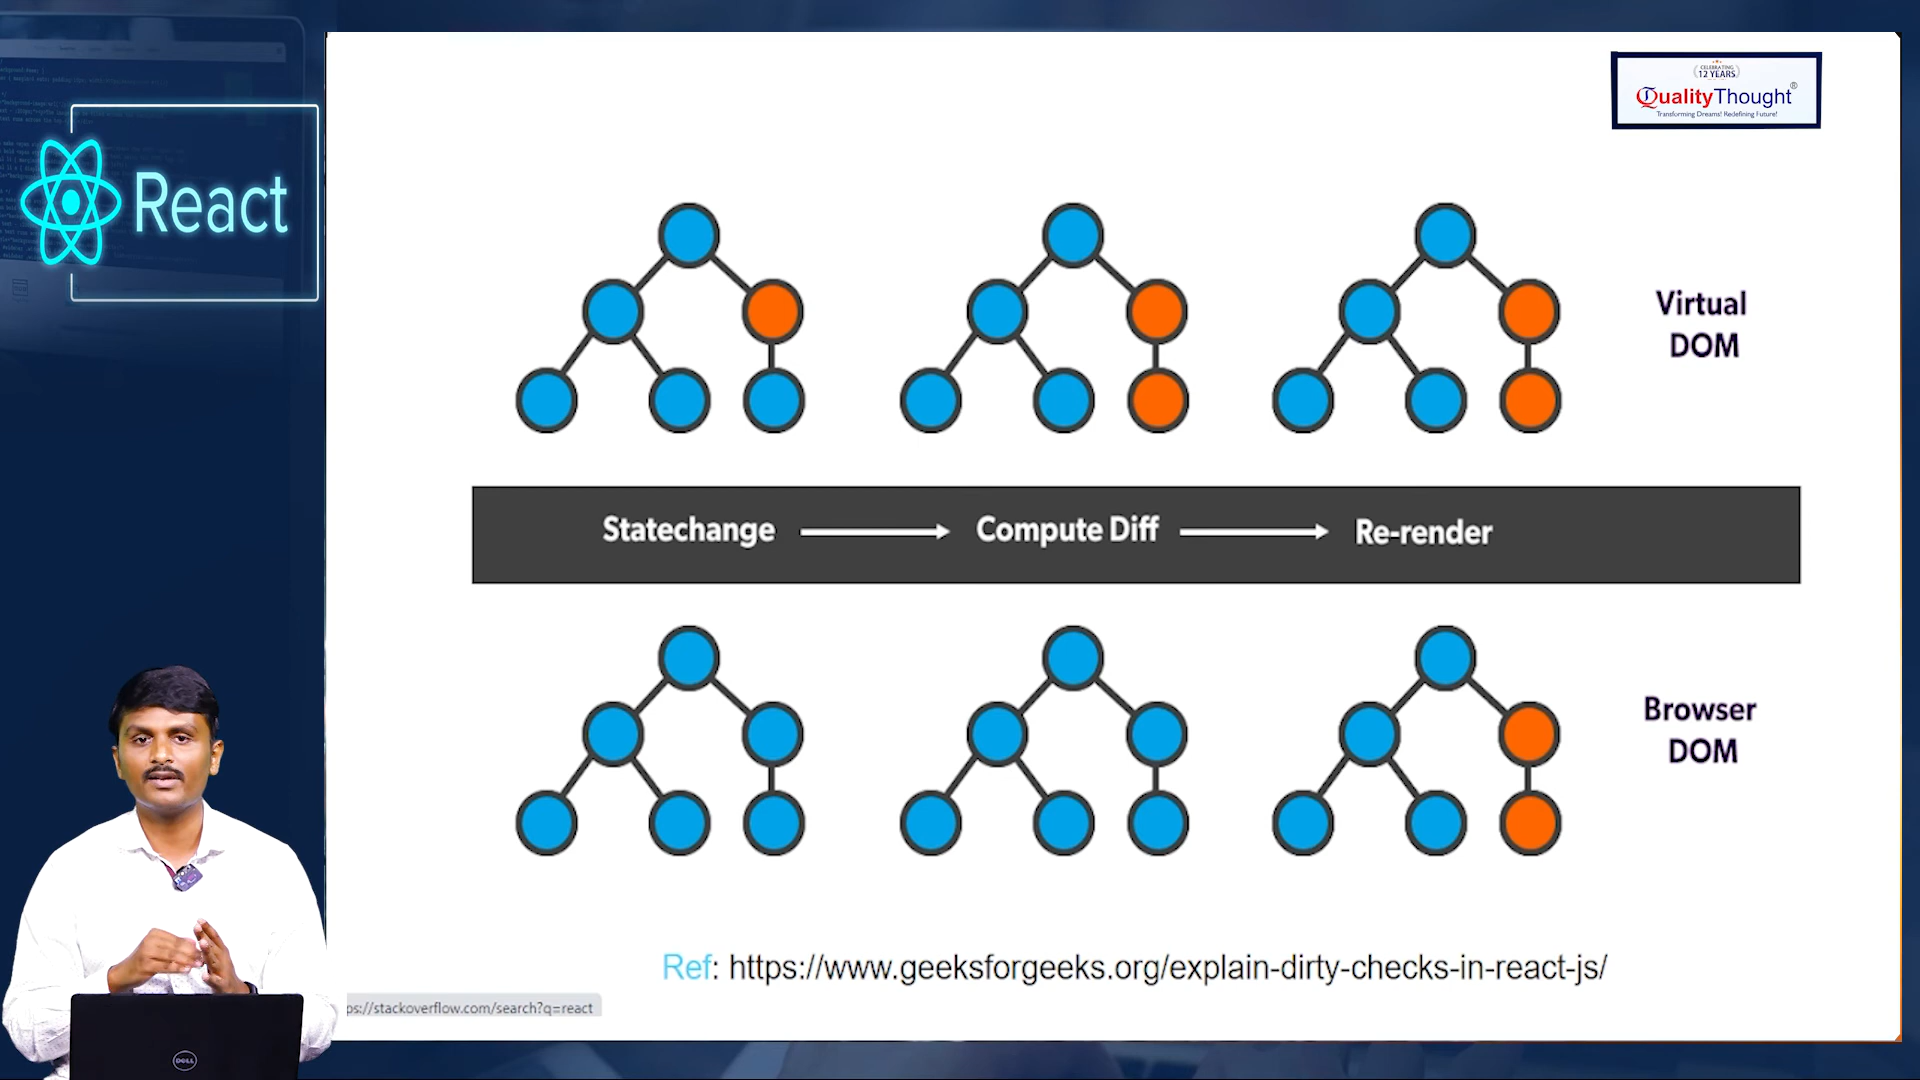 React
CELEBRATING
12 YEARS
QualityThought®
Transforming Dreams! Redefining Future!
Virtual
DOM
Statechange
Compute Diff
Re-render
Browser
DOM
Ref: https://www.geeksforgeeks.org/explain-dirty-checks-in-react-js/
ps://stackoverflow.com/search?q=react
DELL